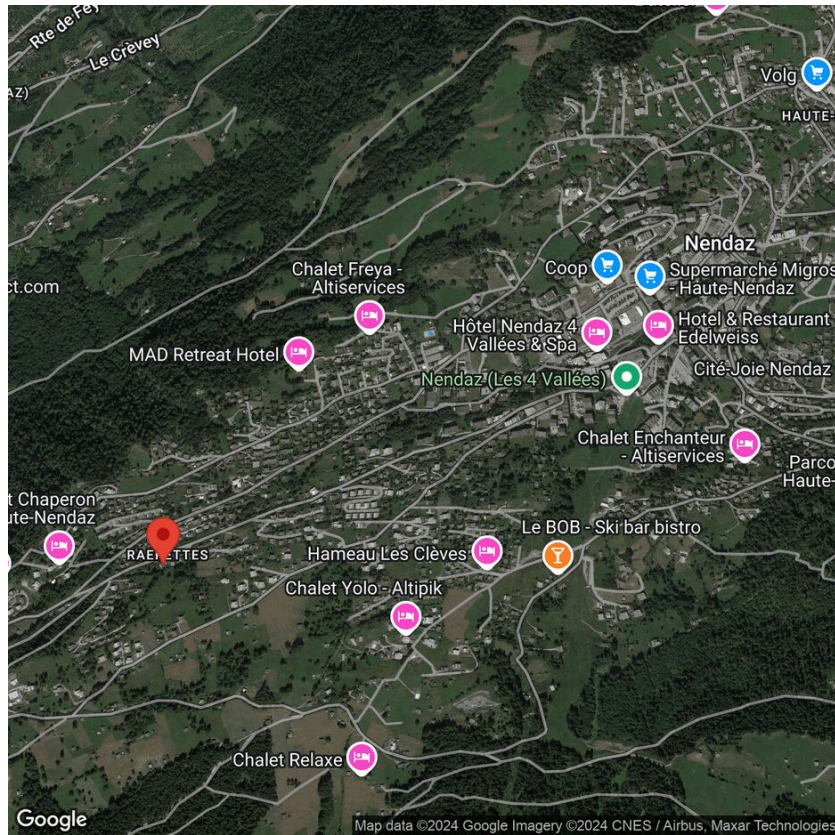 Rte de Fey
Le Crèvey
AZ)
Volg
HAUTE-
ct.com
Chalet Freya -
Altiservices
Coop
Nendaz
Supermarché Migros
- Haute-Nendaz
MAD Retreat Hotel
Hôtel Nendaz 4
Vallées & Spa
Hotel & Restaurant
Edelweiss
Nendaz (Les 4 Vallées)
Cité-Joie Nendaz
Chalet Enchanteur
- Altiservices
Parco
Haute-
t Chaperon
ute-Nendaz
Le BOB - Ski bar bistro
Hameau Les Clèves
Chalet Yolo - Altipik
Chalet Relaxe
Google
Map data ©2024 Google Imagery ©2024 CNES / Airbus, Maxar Technologies